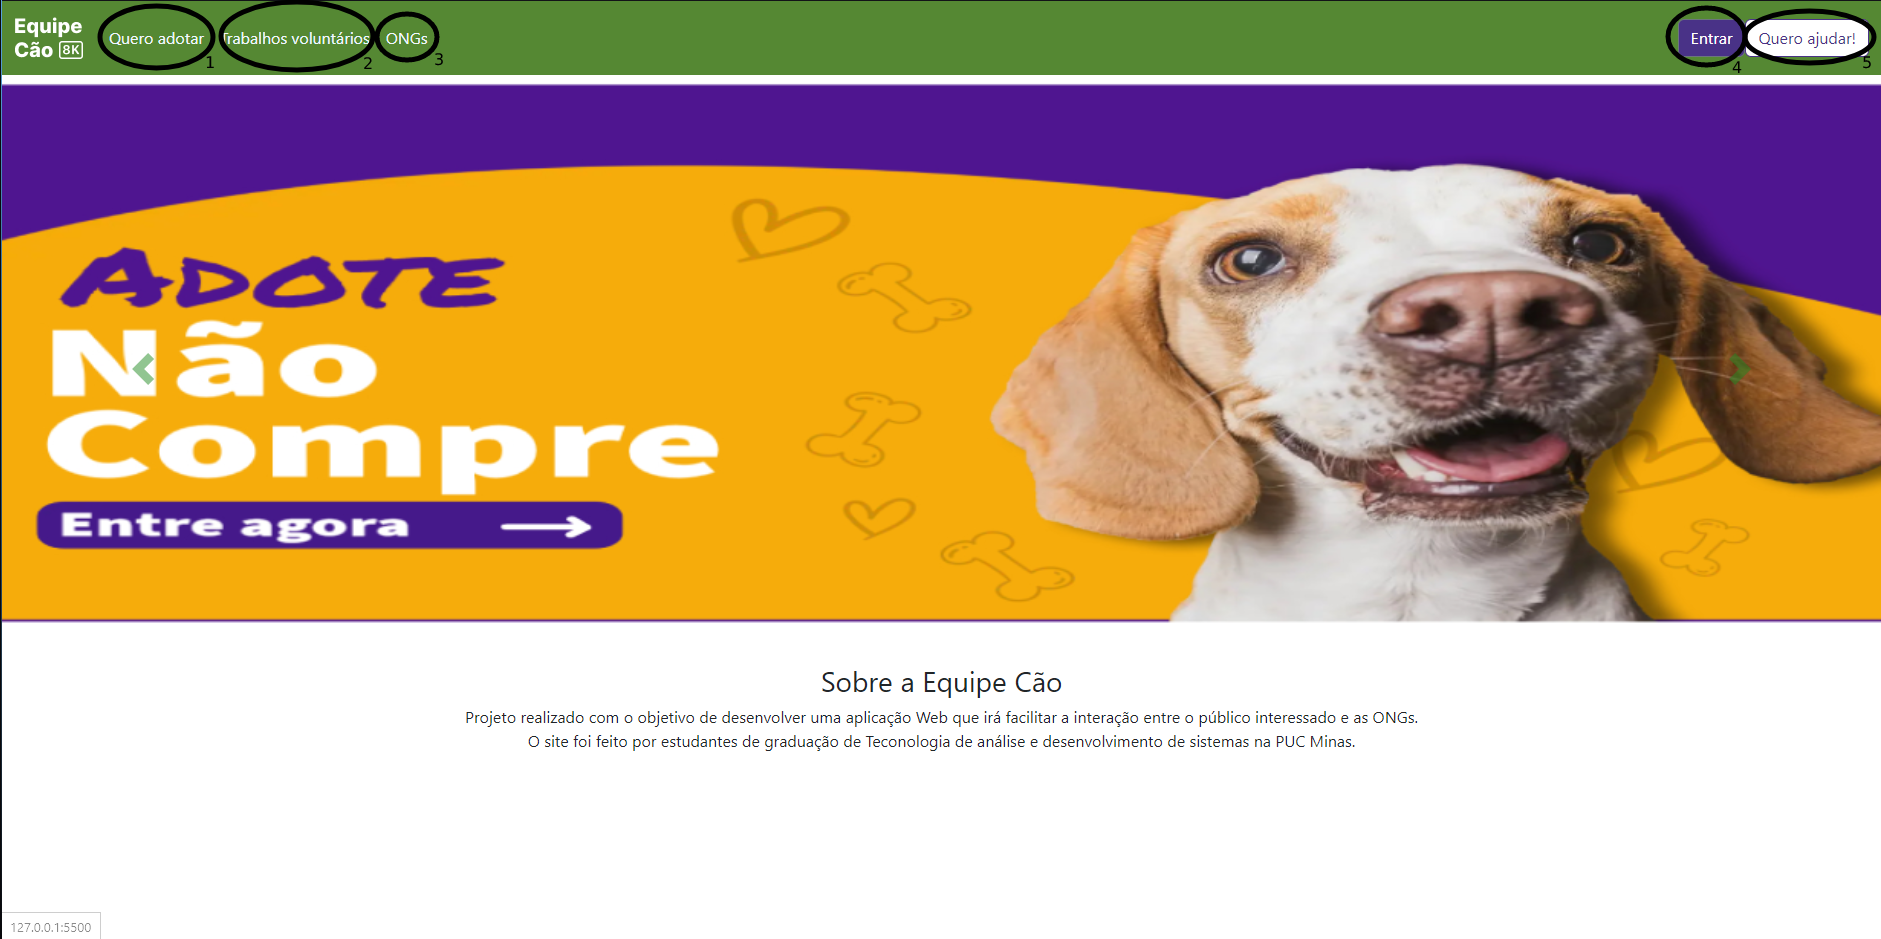 Equipe
Cão 8K
Quero adotar
1
Trabalhos voluntários
2
ONGs
3
Entrar
4
Quero ajudar!
5
ADOTE
Não
Compre
Entre agora
Sobre a Equipe Cão
Projeto realizado com o objetivo de desenvolver uma aplicação Web que irá facilitar a interação entre o público interessado e as ONGs.
O site foi feito por estudantes de graduação de Teconologia de análise e desenvolvimento de sistemas na PUC Minas.
127.0.0.1:5500